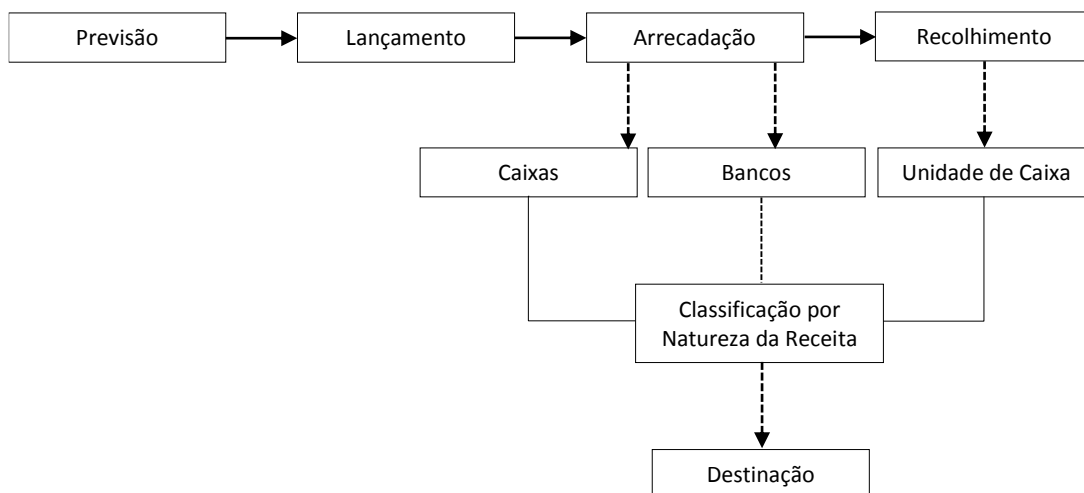 Previsão
Lançamento
Arrecadação
Recolhimento
Caixas
Bancos
Unidade de Caixa
Classificação por
Natureza da Receita
Destinação